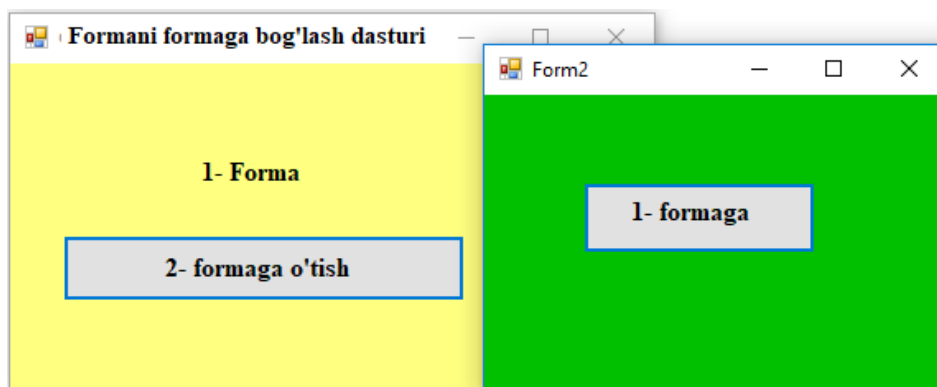 Formani formaga bog'lash dasturi
Form2
1- Forma
1- formaga
2- formaga o'tish